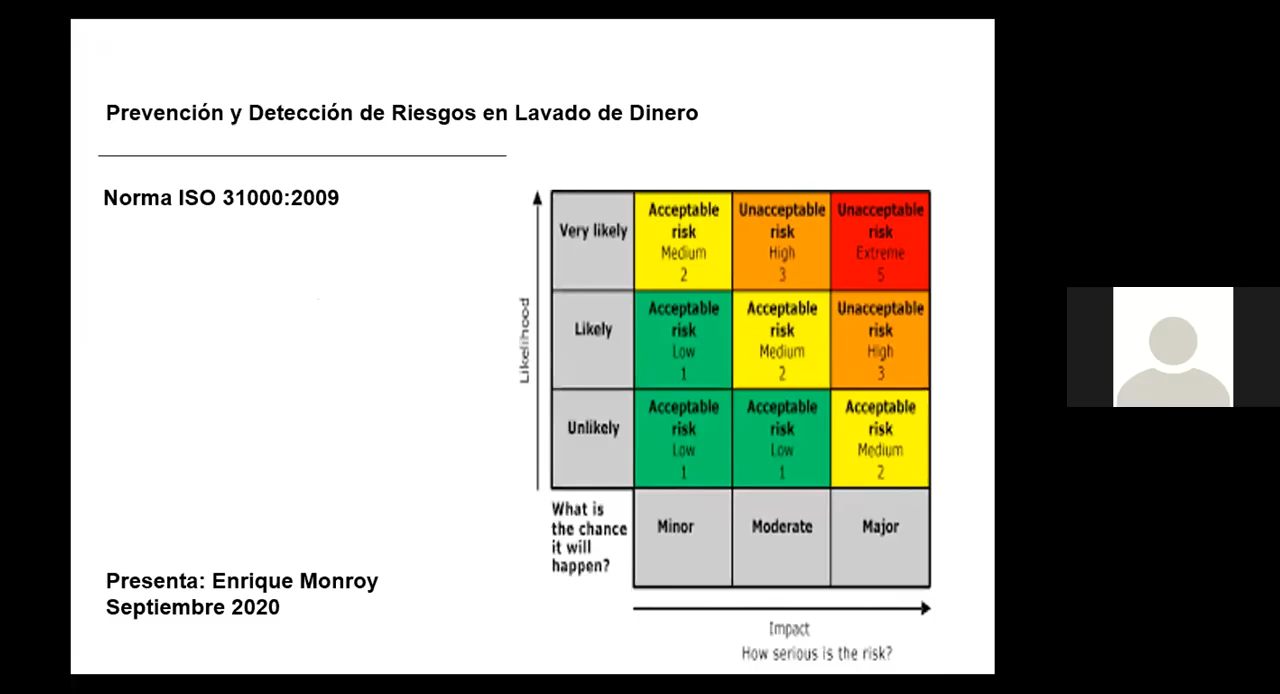 Prevención y Detección de Riesgos en Lavado de Dinero
Norma ISO 31000:2009
Likelihood
Very likely
Acceptable
risk
Medium
2
Unacceptable
risk
High
3
Unacceptable
risk
Extreme
5
Likely
Acceptable
risk
Low
1
Acceptable
risk
Medium
2
Unacceptable
risk
High
3
Unlikely
Acceptable
risk
Low
1
Acceptable
risk
Low
1
Acceptable
risk
Medium
2
What is
the chance
it will
happen?
Minor
Moderate
Major
Impact
How serious is the risk?
Presenta: Enrique Monroy
Septiembre 2020